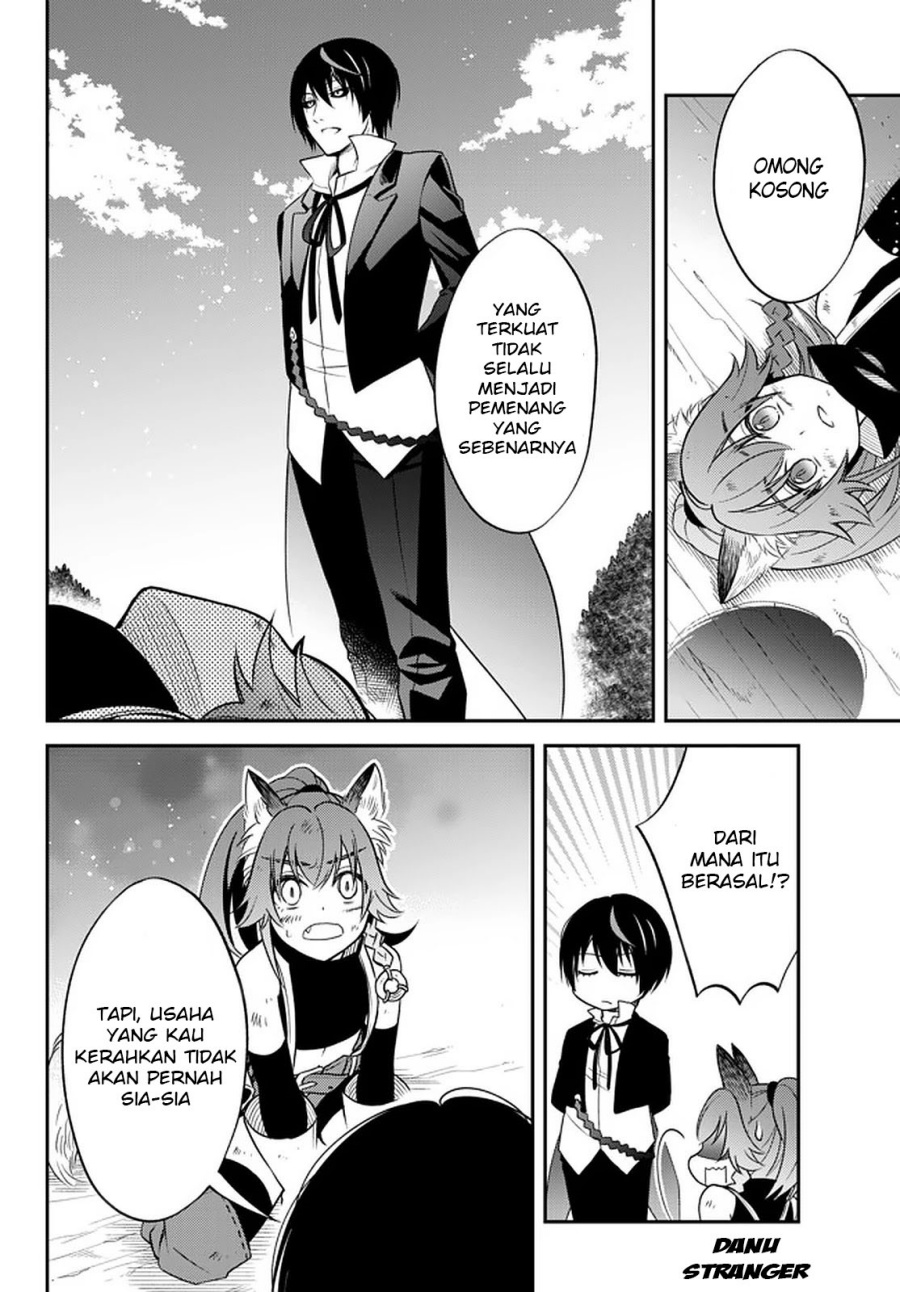 OMONG
KOSONG
YANG
TERKUAT
TIDAK
SELALU
MENJADI
PEMENANG
YANG
SEBENARNYA
DARI
MANA ITU
BERASAL!?
TAPI, USAHA
YANG KAU
KERAHKAN TIDAK
AKAN PERNAH
SIA-SIA
DANU
STRANGER